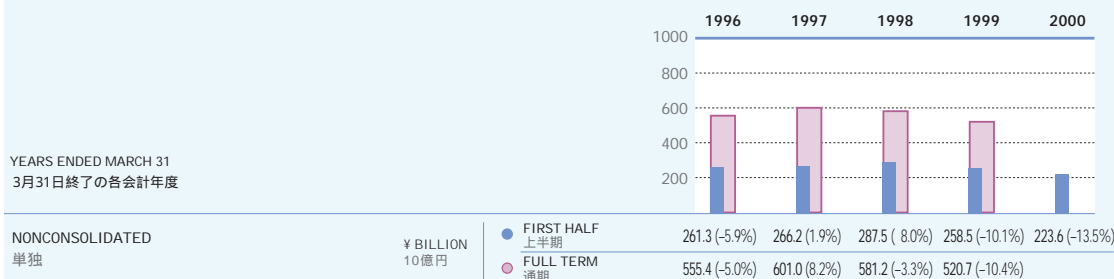 1996 1997 1998 1999 2000
1000
800
600
400
200
YEARS ENDED MARCH 31
3月31日終了の各会計年度
NONCONSOLIDATED
単独
¥ BILLION
10億円
FIRST HALF
上半期
261.3 (–5.9%) 266.2 (1.9%) 287.5 ( 8.0%) 258.5 (–10.1%) 223.6 (–13.5%)
FULL TERM
通期
555.4 (–5.0%) 601.0 (8.2%) 581.2 (–3.3%) 520.7 (–10.4%)